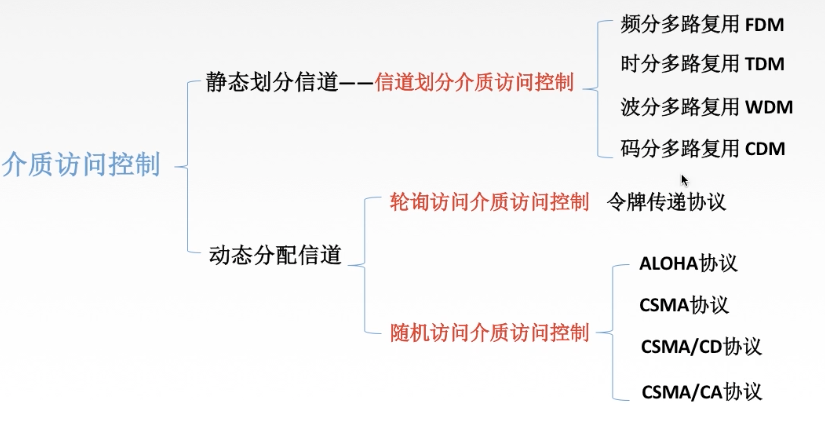 介质访问控制
静态划分信道——信道划分介质访问控制
频分多路复用 FDM
时分多路复用 TDM
波分多路复用 WDM
码分多路复用 CDM
动态分配信道
轮询访问介质访问控制 令牌传递协议
随机访问介质访问控制
ALOHA协议
CSMA协议
CSMA/CD协议
CSMA/CA协议